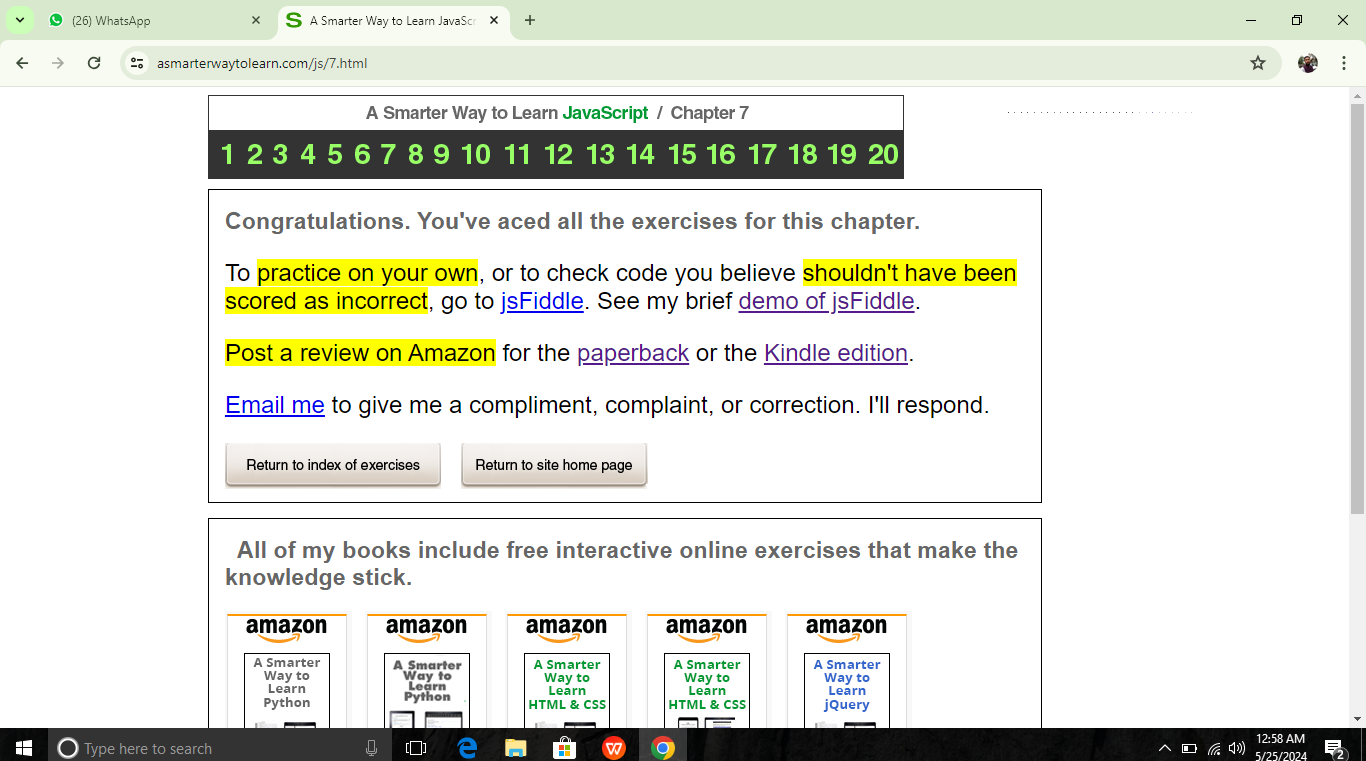 (26) WhatsApp
A Smarter Way to Learn JavaScr
asmarterwaytolearn.com/js/7.html
A Smarter Way to Learn JavaScript / Chapter 7
1 2 3 4 5 6 7 8 9 10 11 12 13 14 15 16 17 18 19 20
Congratulations. You've aced all the exercises for this chapter.
To practice on your own, or to check code you believe shouldn't have been
scored as incorrect, go to jsFiddle. See my brief demo of jsFiddle.
Post a review on Amazon for the paperback or the Kindle edition.
Email me to give me a compliment, complaint, or correction. I'll respond.
Return to index of exercises
Return to site home page
All of my books include free interactive online exercises that make the
knowledge stick.
amazon
A Smarter
Way to
Learn
Python
amazon
A Smarter
Way to
Learn
Python
amazon
A Smarter
Way to
Learn
HTML & CSS
amazon
A Smarter
Way to
Learn
HTML & CSS
amazon
A Smarter
Way to
Learn
jQuery
Type here to search
12:58 AM
5/25/2024
2